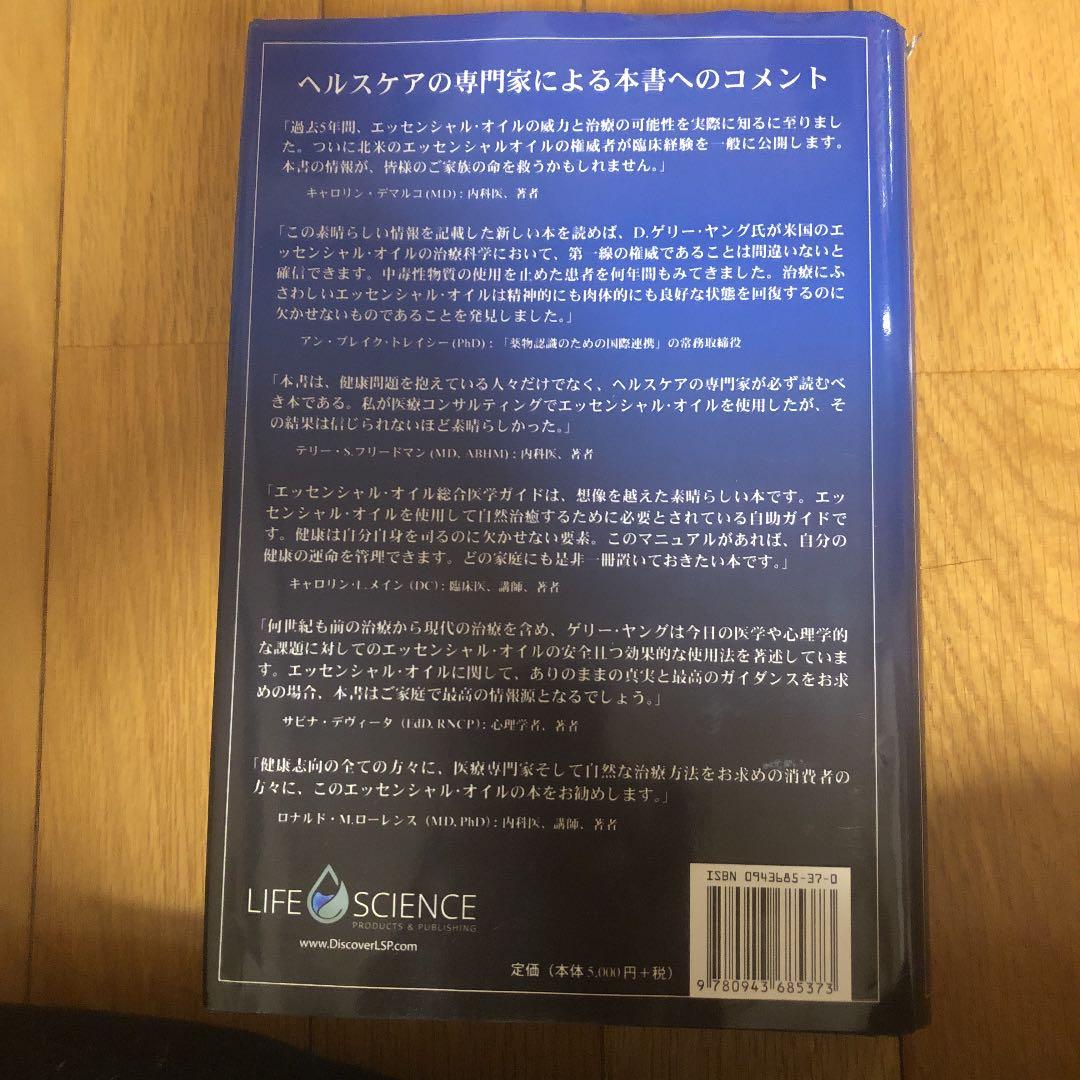 ヘルスケアの専門家による本書へのコメント
「過去5年間、エッセンシャル・オイルの威力と治療の可能性を実際に知るに至りまし
た。ついに北米のエッセンシャルオイルの権威者が臨床経験を一般に公開します。
本書の情報が、皆様のご家族の命を救うかもしれません。」
キャロリン・デマルコ(MD):内科医、著者
「この素晴らしい情報を記載した新しい本を読めば、D.ゲリー・ヤング氏が米国のエ
ッセンシャル・オイルの治療科学において、第一線の権威であることは間違いないと
確信できます。中毒性物質の使用を止めた患者を何年間もみてきました。治療にふ
さわしいエッセンシャル・オイルは精神的にも肉体的にも良好な状態を回復するのに
欠かせないものであることを発見しました。」
アン・ブレイク・トレイシー(PhD):「薬物認識のための国際連携」の常務取締役
「本書は、健康問題を抱えている人々だけでなく、ヘルスケアの専門家が必ず読むべ
き本である。私が医療コンサルティングでエッセンシャル・オイルを使用したが、そ
の結果は信じられないほど素晴らしかった。」
テリー・S.フリードマン(MD, ABHM):内科医、著者
「エッセンシャル・オイル総合医学ガイドは、想像を越えた素晴らしい本です。エッ
センシャル・オイルを使用して自然治癒するために必要とされている自助ガイドで
す。健康は自分自身を司るのに欠かせない要素。このマニュアルがあれば、自分の
健康の運命を管理できます。どの家庭にも是非一冊置いておきたい本です。」
キャロリン・L.メイン(DC):臨床医、講師、著者
「何世紀も前の治療から現代の治療を含め、ゲリー・ヤングは今日の医学や心理学的
な課題に対してのエッセンシャル・オイルの安全且つ効果的な使用法を著述していま
す。エッセンシャル・オイルに関して、ありのままの真実と最高のガイダンスをお求
めの場合、本書はご家庭で最高の情報源となるでしょう。」
サビナ・デヴィータ(EdD, RNCP):心理学者、著者
「健康志向の全ての方々に、医療専門家そして自然な治療方法をお求めの消費者の
方々に、このエッセンシャル・オイルの本をお勧めします。」
ロナルド・M.ローレンス(MD, PhD):内科医、講師、著者
LIFE SCIENCE
PRODUCTS & PUBLISHING
www.DiscoverLSP.com
定価(本体5,000円+税)
ISBN 0943685-37-0
9 780943 685373